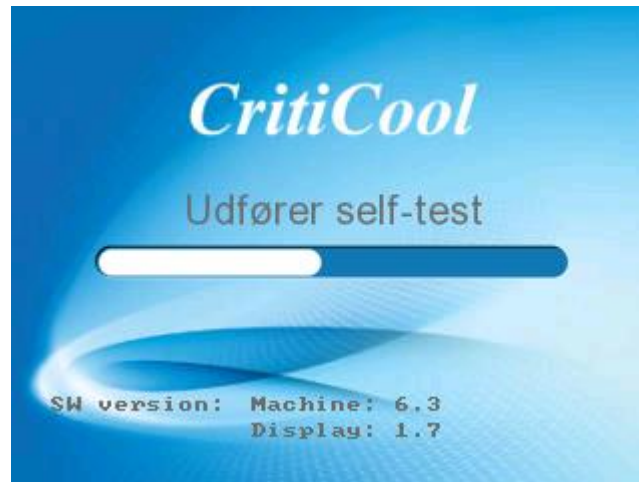 CritiCool
Udfører self-test
SW version: Machine: 6.3
Display: 1.7